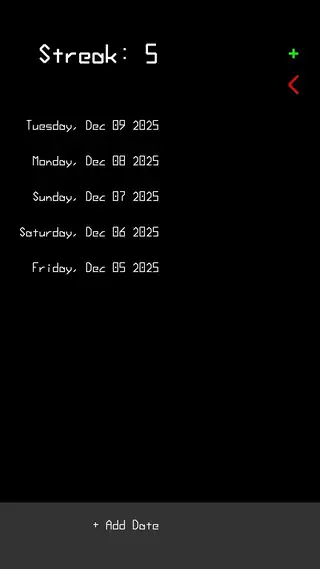 Streak: 5
+
Tuesday, Dec 09 2025
Monday, Dec 08 2025
Sunday, Dec 07 2025
Saturday, Dec 06 2025
Friday, Dec 05 2025
+ Add Date